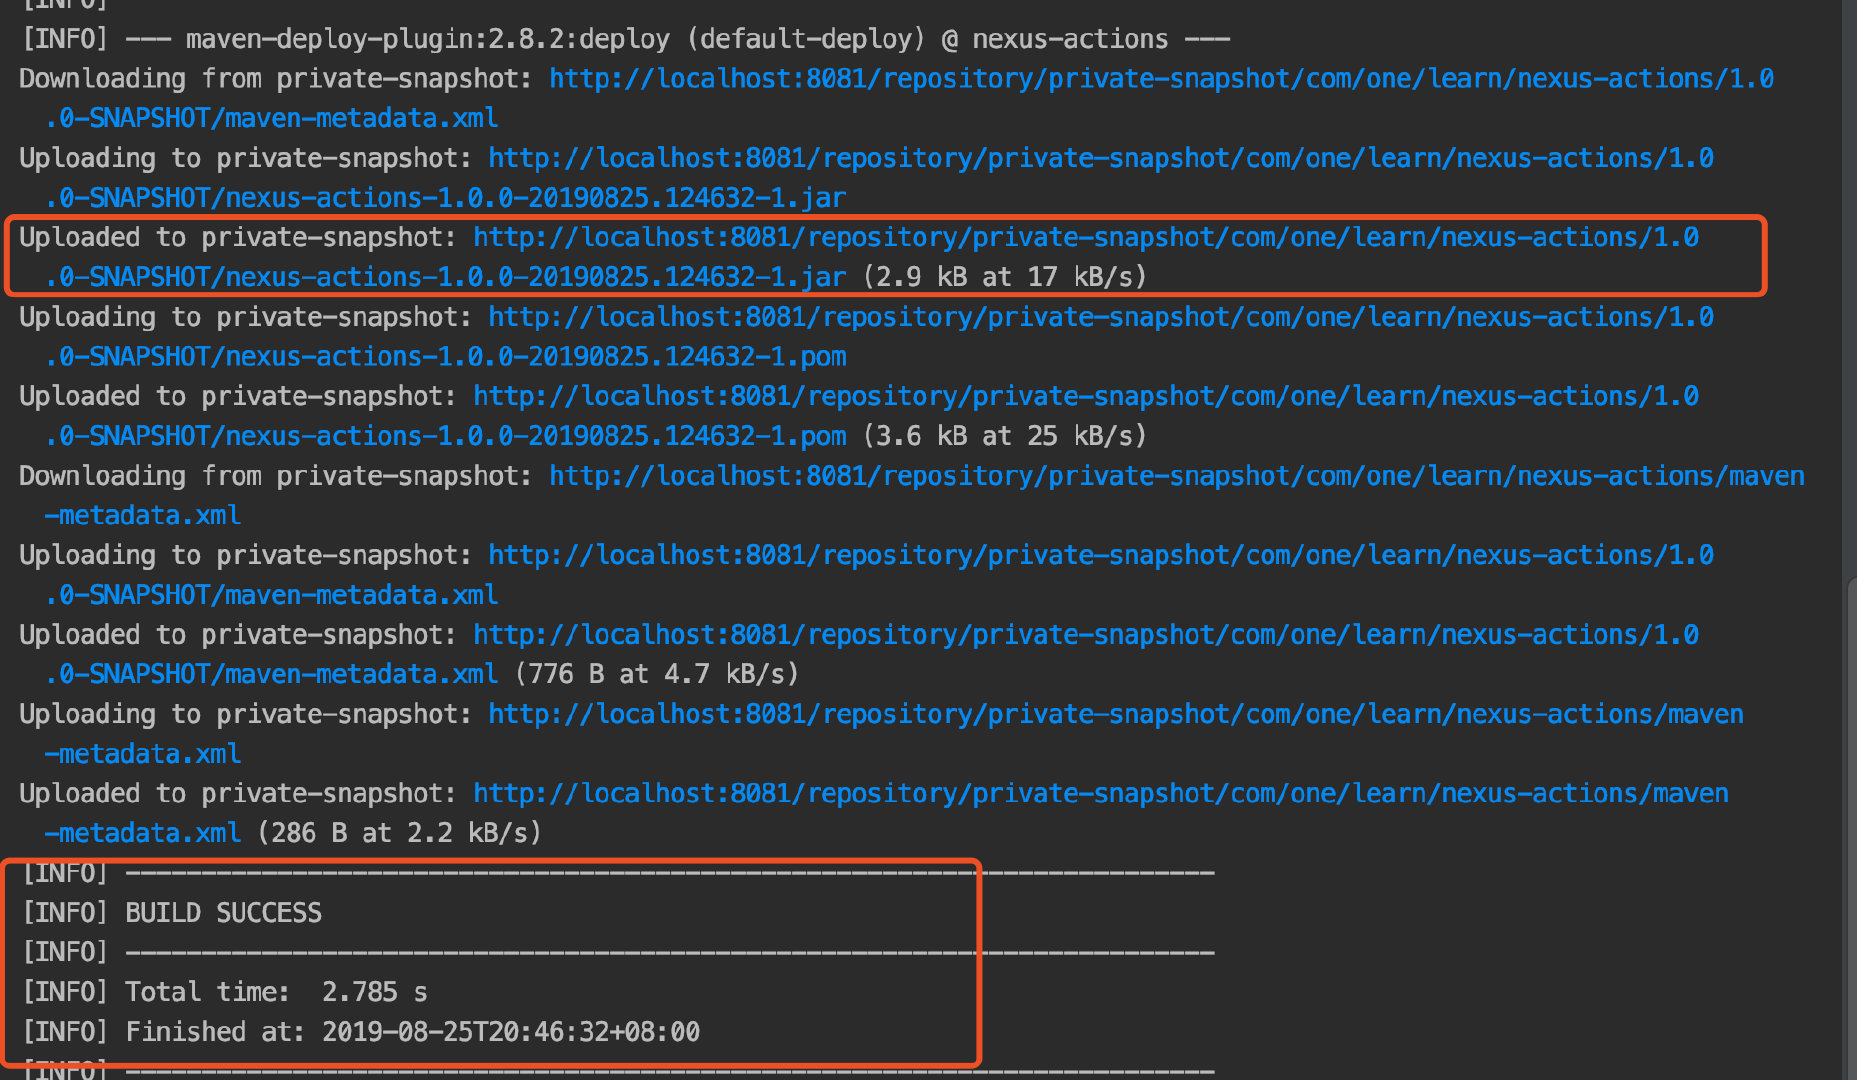 [INFO]
[INFO] --- maven-deploy-plugin:2.8.2:deploy (default-deploy) @ nexus-actions ---
Downloading from private-snapshot: http://localhost:8081/repository/private-snapshot/com/one/learn/nexus-actions/1.0
.0-SNAPSHOT/maven-metadata.xml
Uploading to private-snapshot: http://localhost:8081/repository/private-snapshot/com/one/learn/nexus-actions/1.0
.0-SNAPSHOT/nexus-actions-1.0.0-20190825.124632-1.jar
Uploaded to private-snapshot: http://localhost:8081/repository/private-snapshot/com/one/learn/nexus-actions/1.0
.0-SNAPSHOT/nexus-actions-1.0.0-20190825.124632-1.jar (2.9 kB at 17 kB/s)
Uploading to private-snapshot: http://localhost:8081/repository/private-snapshot/com/one/learn/nexus-actions/1.0
.0-SNAPSHOT/nexus-actions-1.0.0-20190825.124632-1.pom
Uploaded to private-snapshot: http://localhost:8081/repository/private-snapshot/com/one/learn/nexus-actions/1.0
.0-SNAPSHOT/nexus-actions-1.0.0-20190825.124632-1.pom (3.6 kB at 25 kB/s)
Downloading from private-snapshot: http://localhost:8081/repository/private-snapshot/com/one/learn/nexus-actions/maven
-metadata.xml
Uploading to private-snapshot: http://localhost:8081/repository/private-snapshot/com/one/learn/nexus-actions/1.0
.0-SNAPSHOT/maven-metadata.xml
Uploaded to private-snapshot: http://localhost:8081/repository/private-snapshot/com/one/learn/nexus-actions/1.0
.0-SNAPSHOT/maven-metadata.xml (776 B at 4.7 kB/s)
Uploading to private-snapshot: http://localhost:8081/repository/private-snapshot/com/one/learn/nexus-actions/maven
-metadata.xml
Uploaded to private-snapshot: http://localhost:8081/repository/private-snapshot/com/one/learn/nexus-actions/maven
-metadata.xml (286 B at 2.2 kB/s)
[INFO] ------------------------------------------------------------------------
[INFO] BUILD SUCCESS
[INFO] ------------------------------------------------------------------------
[INFO] Total time:  2.785 s
[INFO] Finished at: 2019-08-25T20:46:32+08:00
[INFO] ------------------------------------------------------------------------